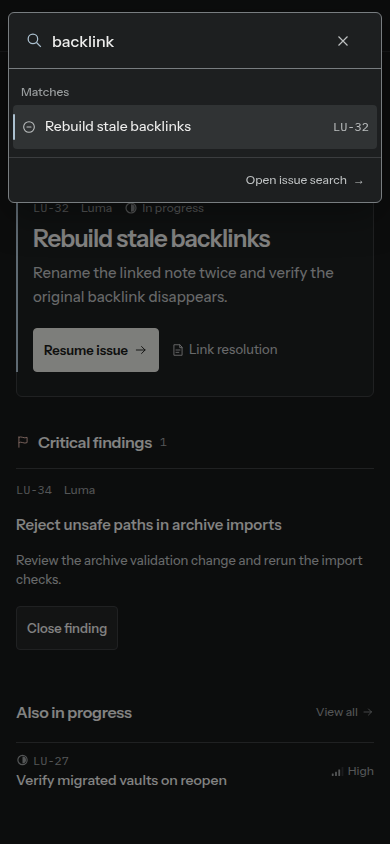 backlink
Matches
Rebuild stale backlinks LU-32
Open issue search →
LU-32 Luma In progress
Rebuild stale backlinks
Rename the linked note twice and verify the
original backlink disappears.
Resume issue → Link resolution
Critical findings 1
LU-34 Luma
Reject unsafe paths in archive imports
Review the archive validation change and rerun the import
checks.
Close finding
Also in progress View all →
LU-27
Verify migrated vaults on reopen High